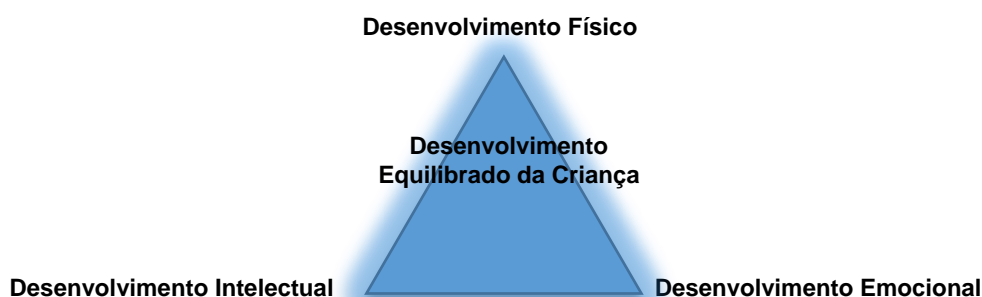 Desenvolvimento Físico
Desenvolvimento
Equilibrado da Criança
Desenvolvimento Intelectual
Desenvolvimento Emocional